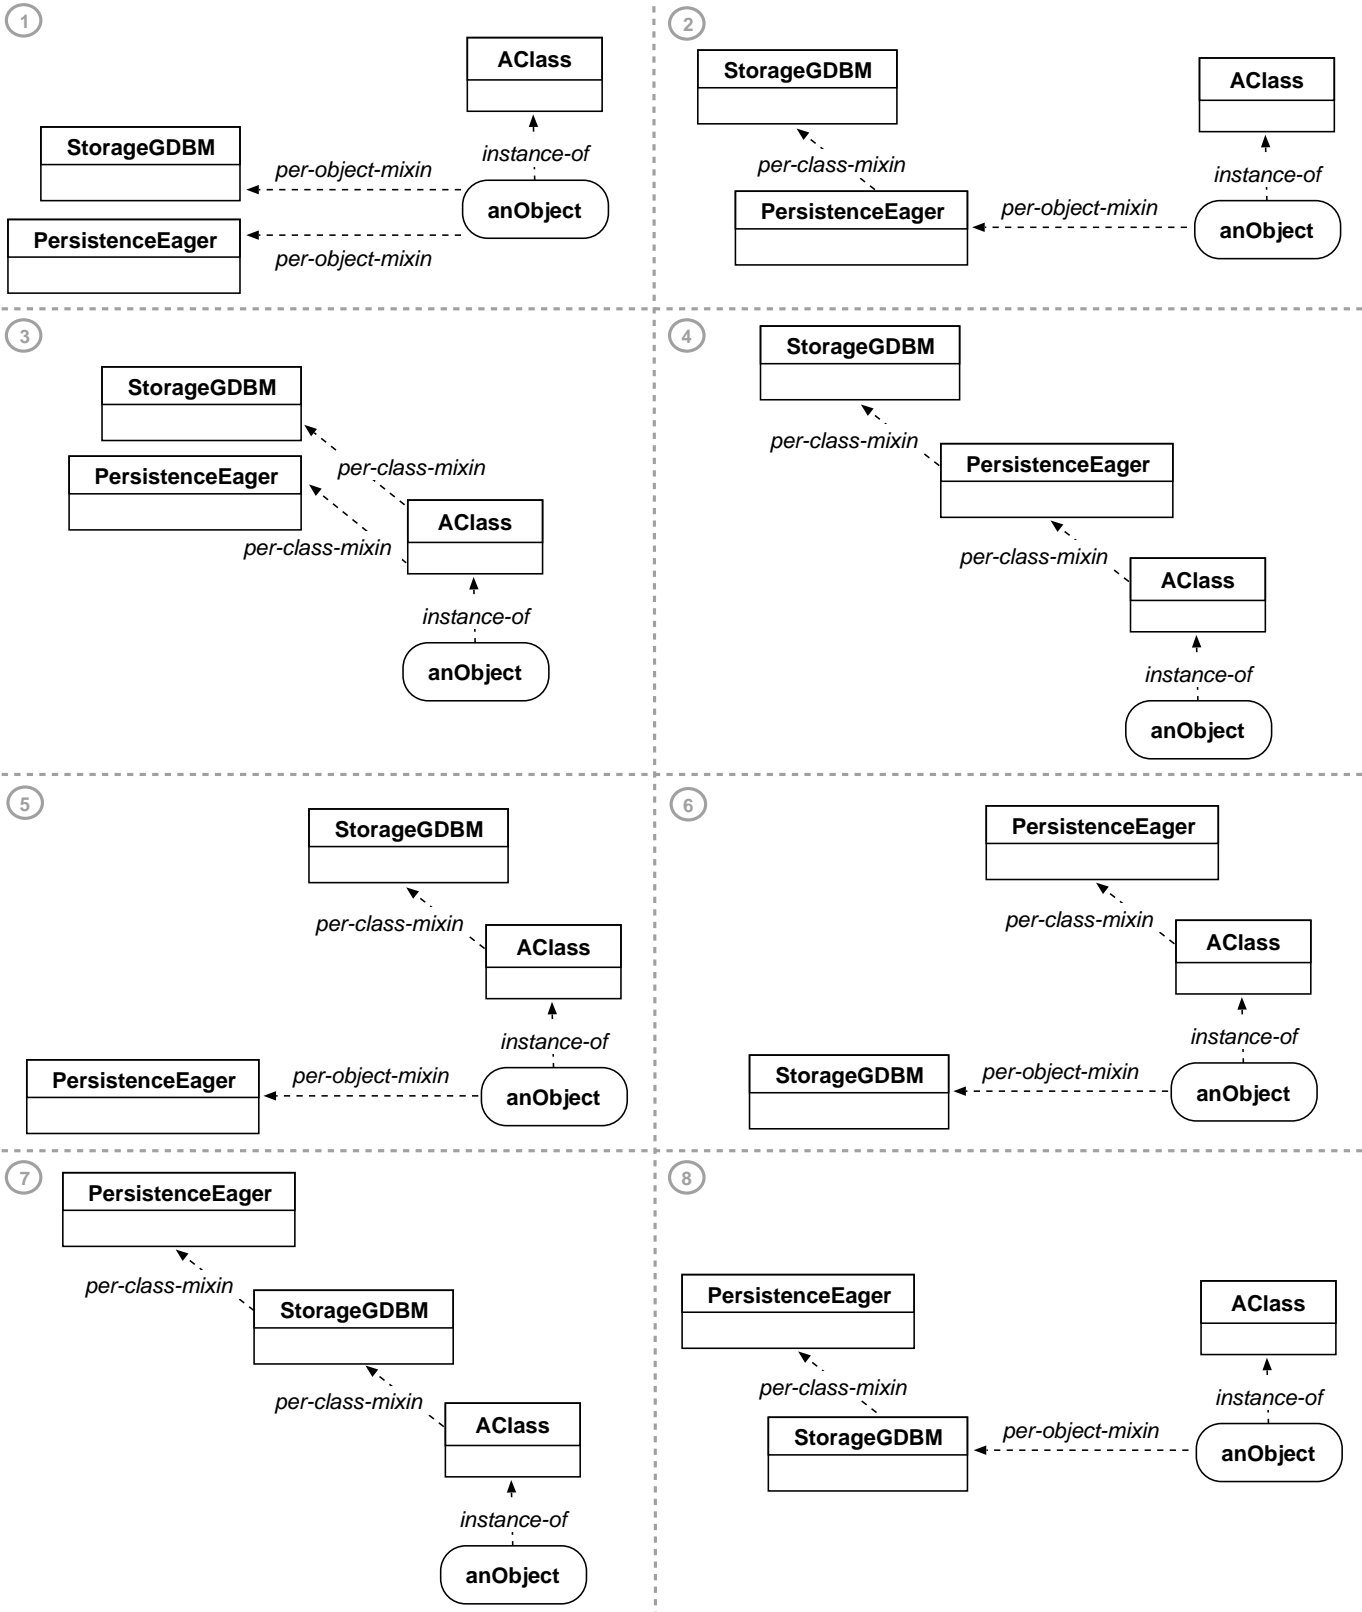 1
AClass
StorageGDBM
per-object-mixin
instance-of
anObject
PersistenceEager
per-object-mixin
2
StorageGDBM
AClass
per-class-mixin
instance-of
PersistenceEager
per-object-mixin
anObject
3
StorageGDBM
per-class-mixin
PersistenceEager
AClass
per-class-mixin
instance-of
anObject
4
StorageGDBM
per-class-mixin
PersistenceEager
per-class-mixin
AClass
instance-of
anObject
5
StorageGDBM
per-class-mixin
AClass
instance-of
PersistenceEager
per-object-mixin
anObject
6
PersistenceEager
per-class-mixin
AClass
instance-of
StorageGDBM
per-object-mixin
anObject
7
PersistenceEager
per-class-mixin
StorageGDBM
per-class-mixin
AClass
instance-of
anObject
8
PersistenceEager
AClass
per-class-mixin
instance-of
StorageGDBM
per-object-mixin
anObject